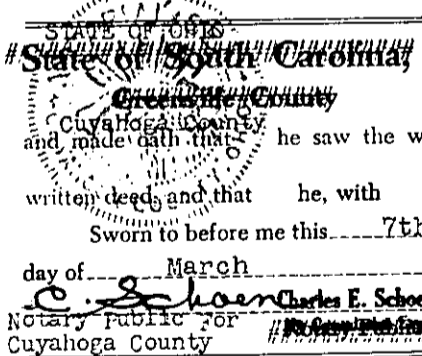 STATE OF OHIO
State of South Carolina,
Greenville County
Cuyahoga County
and made oath that he saw the w
written deed, and that he, with
Sworn to before me this 7th
day of March
C. Schoen Charles E. Schoe
Notary Public for
Cuyahoga County